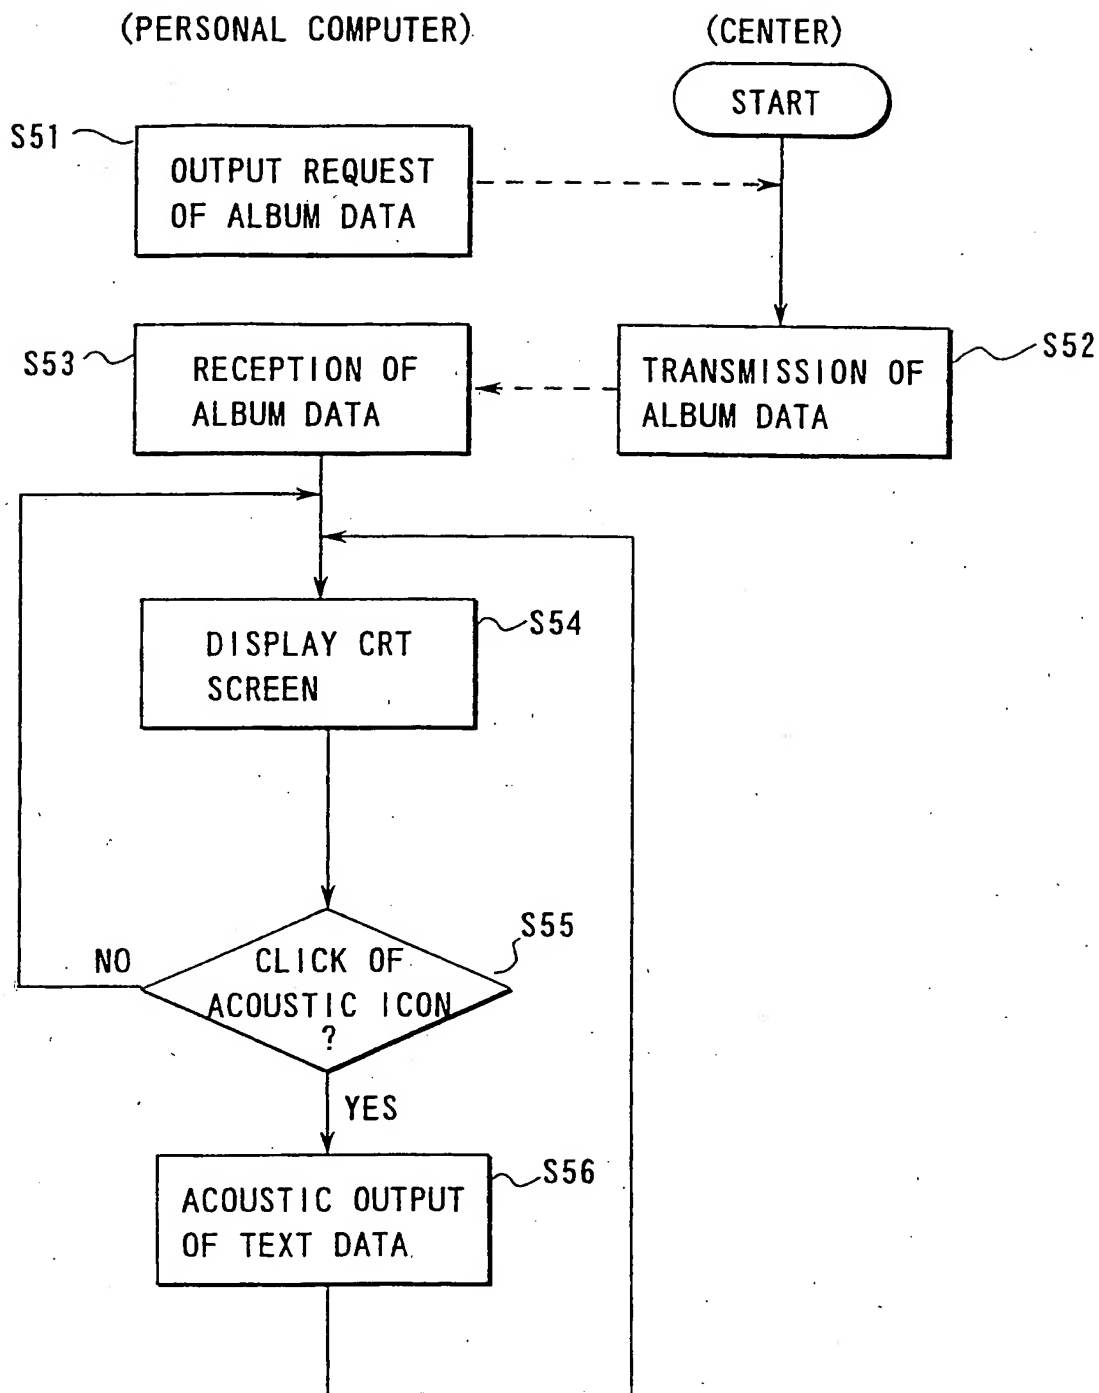 (PERSONAL COMPUTER)
(CENTER)
START
S51
OUTPUT REQUEST
OF ALBUM DATA
S53
RECEPTION OF
ALBUM DATA
TRANSMISSION OF
ALBUM DATA
S52
DISPLAY CRT
SCREEN
S54
NO
CLICK OF
ACOUSTIC ICON
?
S55
YES
ACOUSTIC OUTPUT
OF TEXT DATA
S56